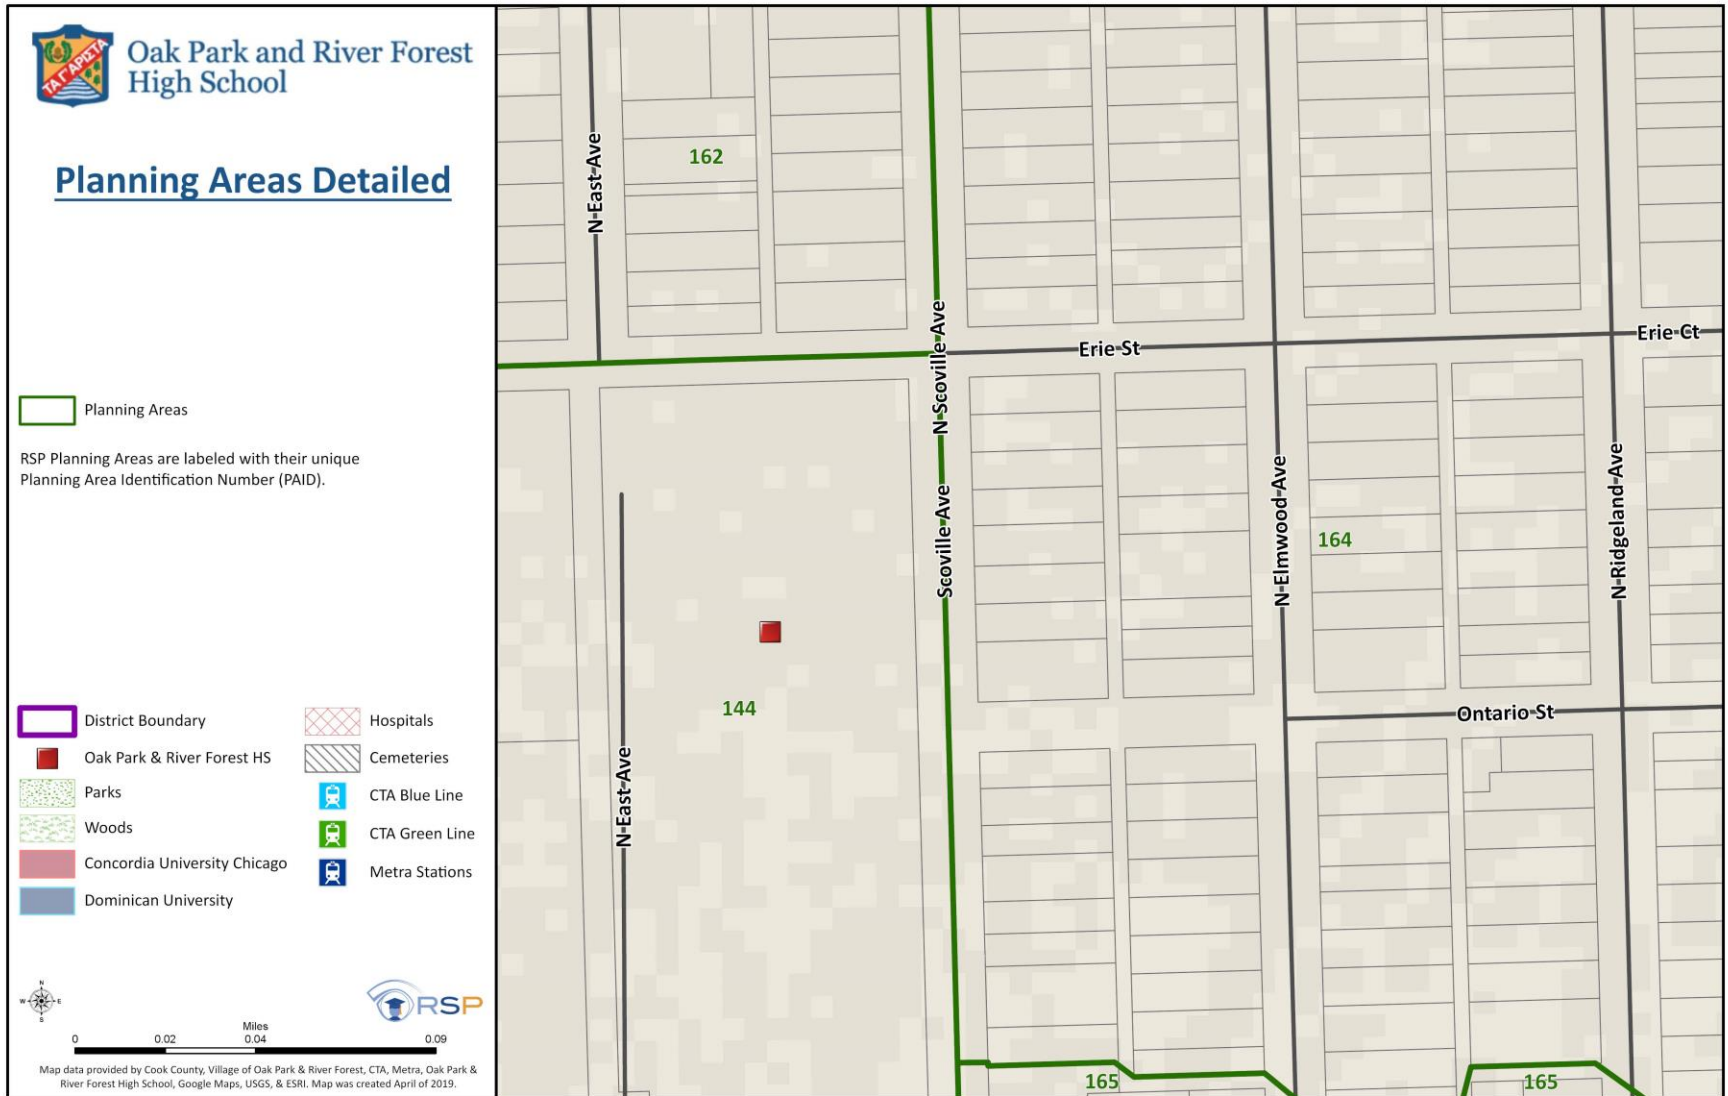 Oak Park and River Forest
High School
ΤΑ Γ'ΑΡΙΣΤΑ
Planning Areas Detailed
Planning Areas
RSP Planning Areas are labeled with their unique
Planning Area Identification Number (PAID).
District Boundary
Oak Park & River Forest HS
Parks
Woods
Concordia University Chicago
Dominican University
Hospitals
Cemeteries
CTA Blue Line
CTA Green Line
Metra Stations
N
W E
S
RSP
Miles
0 0.02 0.04 0.09
Map data provided by Cook County, Village of Oak Park & River Forest, CTA, Metra, Oak Park &
River Forest High School, Google Maps, USGS, & ESRI. Map was created April of 2019.
162
N East Ave
N Scoville Ave
Erie St
Erie Ct
Scoville Ave
N Elmwood Ave
164
N Ridgeland Ave
144
Ontario St
N East Ave
165
165